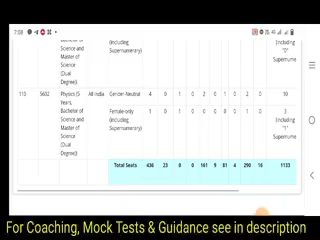 7:08
Bachelor of Science and Master of Science (Dual Degree))
(including Supernumerary)
(Including "0" Supernume
110 5602 Physics (5 Years, Bachelor of Science and Master of Science (Dual Degree)) All India Gender-Neutral 4 0 1 0 2 0 1 0 2 0 10
Female-only (including Supernumerary) 1 0 1 0 0 0 0 0 1 0 3 (Including "1" Supernume
Total Seats 436 23 0 0 161 9 81 4 290 16 1133
For Coaching, Mock Tests & Guidance see in description